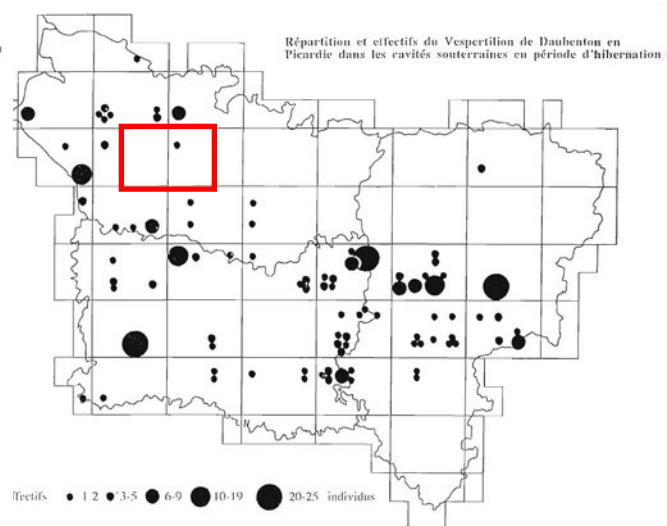 Répartition et effectifs du Vespertilion de Daubenton en
Picardie dans les cavités souterraines en période d'hibernation
ffectifs 1 2 3-5 6-9 10-19 20-25 individus